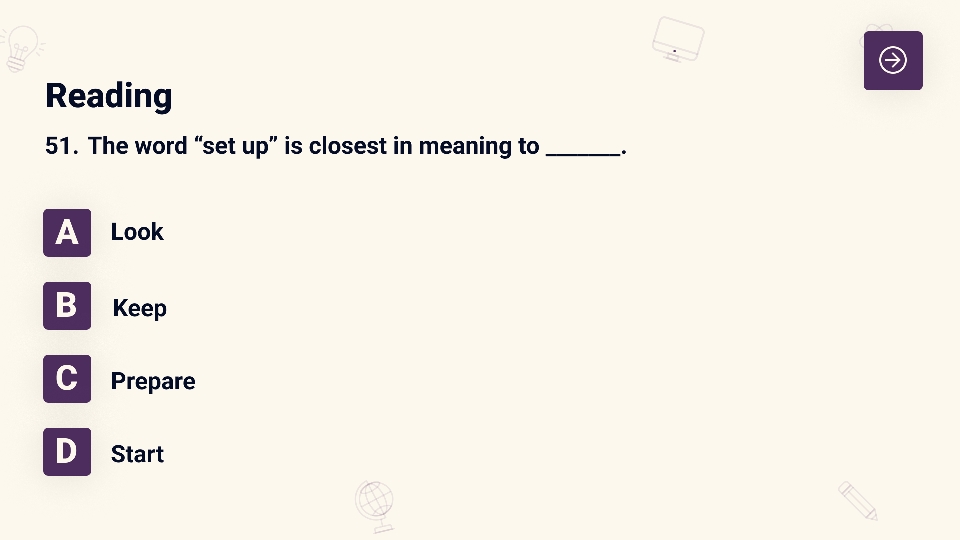 Reading
51. The word “set up” is closest in meaning to _______.
A Look
B Keep
C Prepare
D Start